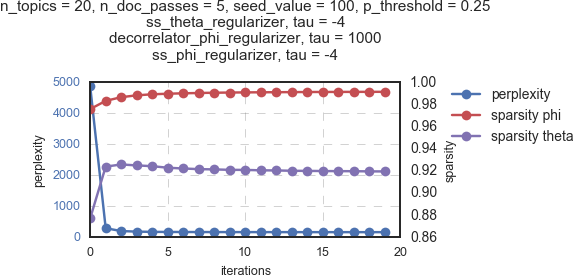 n_topics = 20, n_doc_passes = 5, seed_value = 100, p_threshold = 0.25
ss_theta_regularizer, tau = -4
decorrelator_phi_regularizer, tau = 1000
ss_phi_regularizer, tau = -4
5000
4000
3000
2000
1000
0
perplexity
0
5
10
15
20
iterations
1.00
0.98
0.96
0.94
0.92
0.90
0.88
0.86
sparsity
perplexity
sparsity phi
sparsity theta